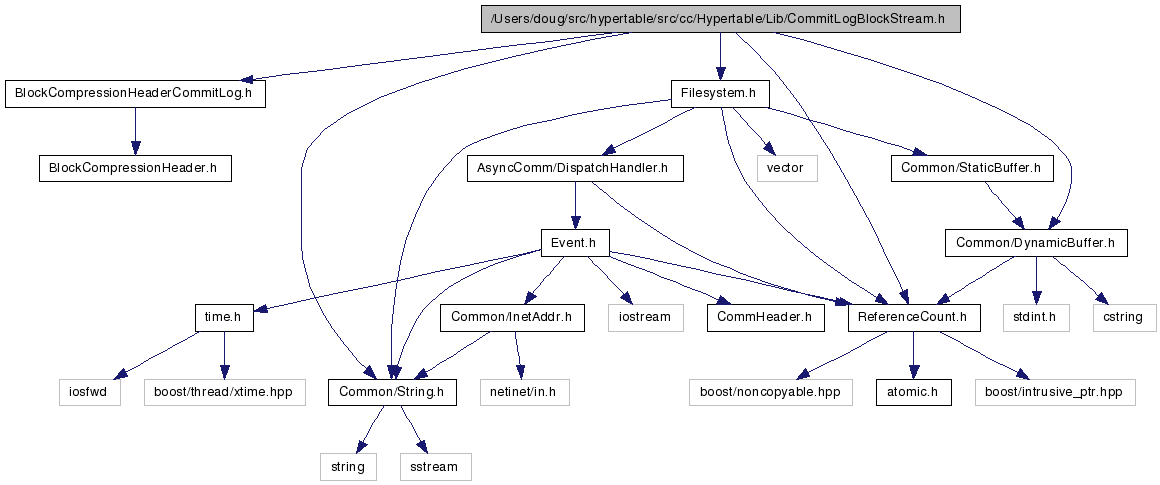 /Users/doug/src/hypertable/src/cc/Hypertable/Lib/CommitLogBlockStream.h
BlockCompressionHeaderCommitLog.h
Filesystem.h
BlockCompressionHeader.h
AsyncComm/DispatchHandler.h
vector
Common/StaticBuffer.h
Event.h
Common/DynamicBuffer.h
time.h
Common/InetAddr.h
iostream
CommHeader.h
ReferenceCount.h
stdint.h
cstring
iosfwd
boost/thread/xtime.hpp
Common/String.h
netinet/in.h
boost/noncopyable.hpp
atomic.h
boost/intrusive_ptr.hpp
string
sstream